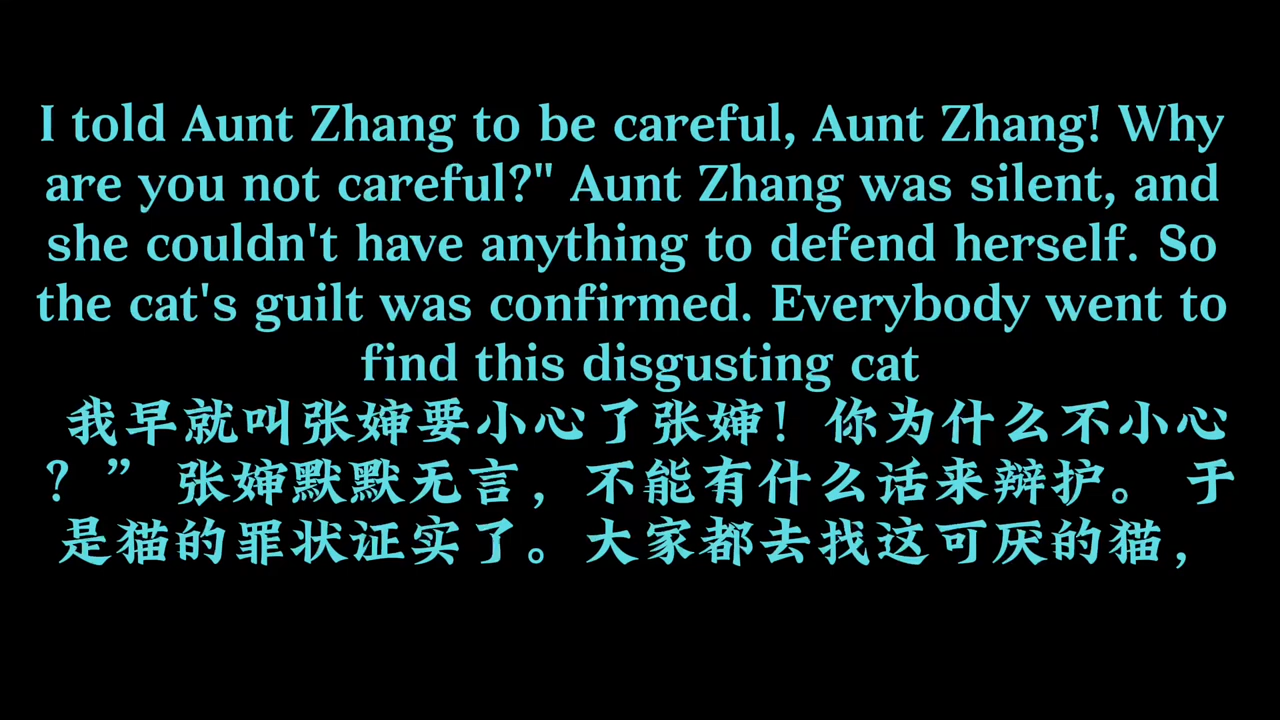 I told Aunt Zhang to be careful, Aunt Zhang! Why
are you not careful?" Aunt Zhang was silent, and
she couldn't have anything to defend herself. So
the cat's guilt was confirmed. Everybody went to
find this disgusting cat
我早就叫张婶要小心了张婶！你为什么不小心
？” 张婶默默无言，不能有什么话来辩护。 于
是猫的罪状证实了。大家都去找这可厌的猫，